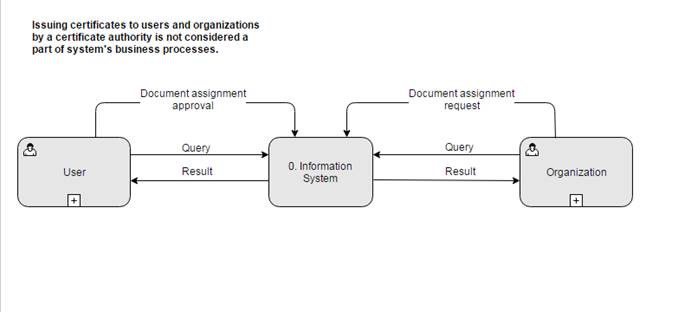 Issuing certificates to users and organizations
by a certificate authority is not considered a
part of system's business processes.
Document assignment
approval
Document assignment
request
Query
Query
User
Result
0. Information
System
Result
Organization